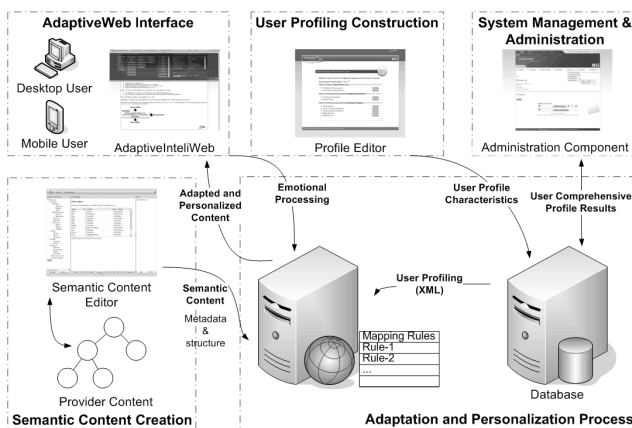 AdaptiveWeb Interface
User Profiling Construction
System Management &
Administration
Desktop User
Mobile User
AdaptiveInteliWeb
Profile Editor
Administration Component
Adapted and
Personalized
Content
Emotional
Processing
User Profile
Characteristics
User Comprehensive
Profile Results
Semantic Content
Editor
Semantic
Content
Metadata
&
structure
User Profiling
(XML)
Mapping Rules
Rule-1
Rule-2
...
Provider Content
Database
Semantic Content Creation
Adaptation and Personalization Process